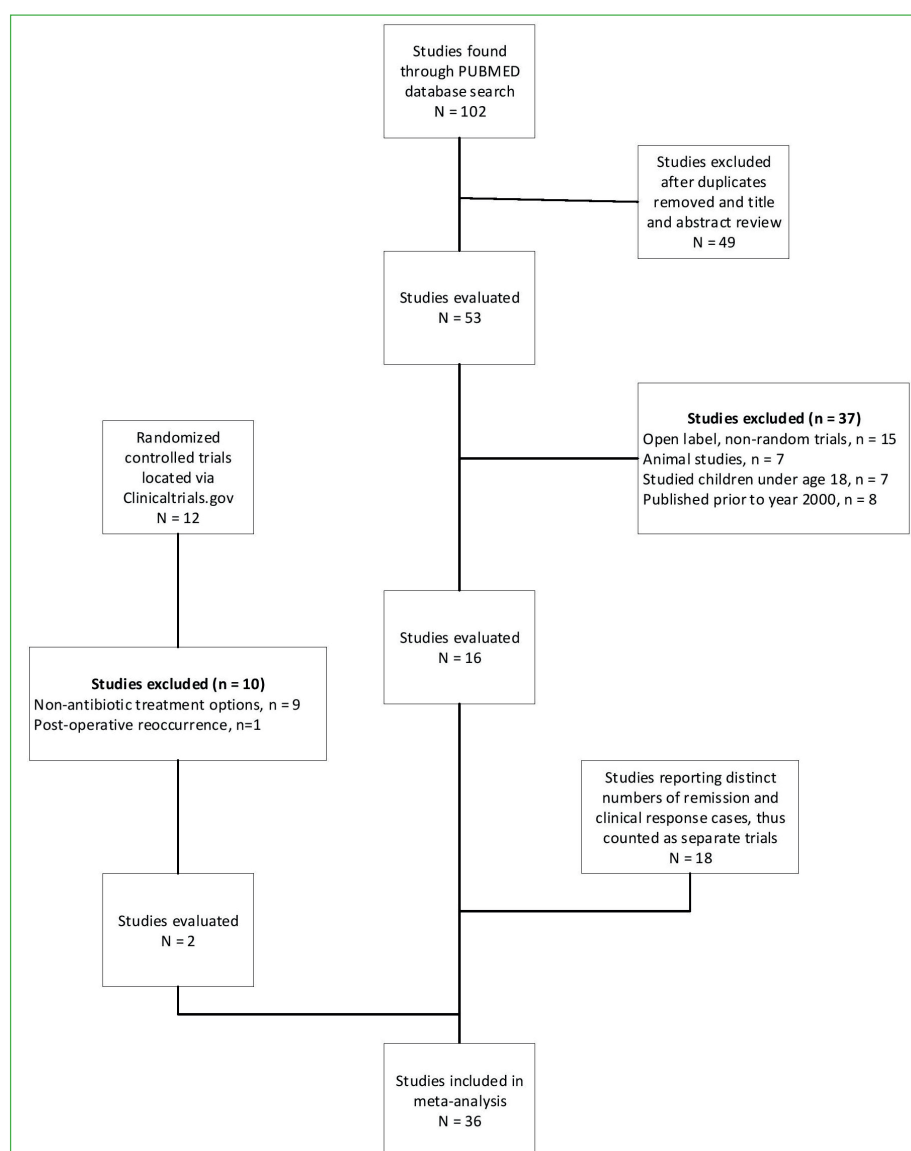 Studies found
through PUBMED
database search
N = 102
Studies excluded
after duplicates
removed and title
and abstract review
N = 49
Studies evaluated
N = 53
Studies excluded (n = 37)
Open label, non-random trials, n = 15
Animal studies, n = 7
Studied children under age 18, n = 7
Published prior to year 2000, n = 8
Randomized
controlled trials
located via
Clinicaltrials.gov
N = 12
Studies evaluated
N = 16
Studies excluded (n = 10)
Non-antibiotic treatment options, n = 9
Post-operative reoccurrence, n=1
Studies reporting distinct
numbers of remission and
clinical response cases, thus
counted as separate trials
N = 18
Studies evaluated
N = 2
Studies included in
meta-analysis
N = 36